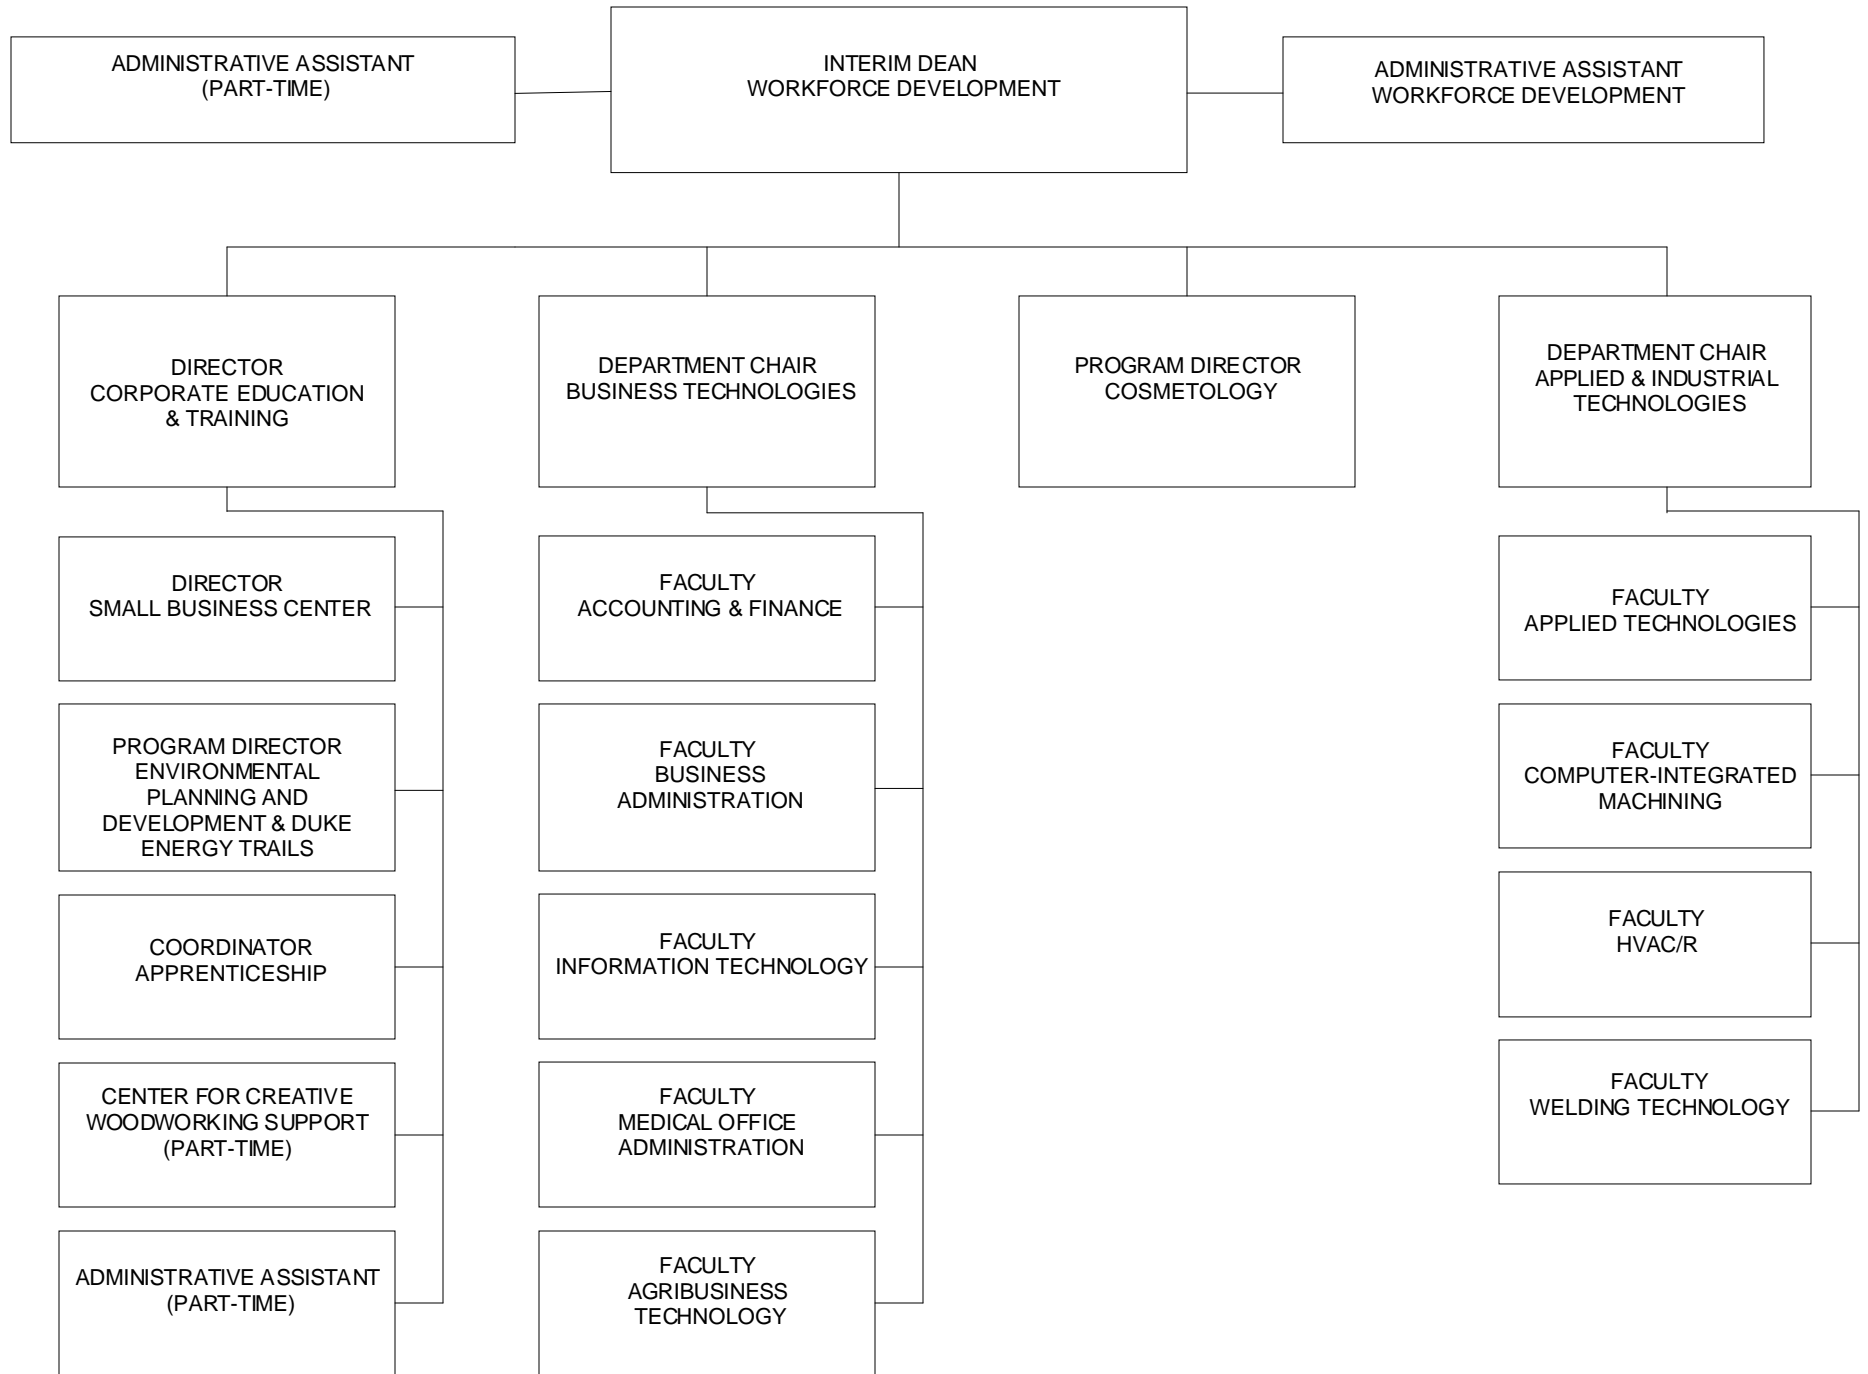 ADMINISTRATIVE ASSISTANT
(PART-TIME)
INTERIM DEAN
WORKFORCE DEVELOPMENT
ADMINISTRATIVE ASSISTANT
WORKFORCE DEVELOPMENT
DIRECTOR
CORPORATE EDUCATION
& TRAINING
DEPARTMENT CHAIR
BUSINESS TECHNOLOGIES
PROGRAM DIRECTOR
COSMETOLOGY
DEPARTMENT CHAIR
APPLIED & INDUSTRIAL
TECHNOLOGIES
DIRECTOR
SMALL BUSINESS CENTER
PROGRAM DIRECTOR
ENVIRONMENTAL
PLANNING AND
DEVELOPMENT & DUKE
ENERGY TRAILS
COORDINATOR
APPRENTICESHIP
CENTER FOR CREATIVE
WOODWORKING SUPPORT
(PART-TIME)
ADMINISTRATIVE ASSISTANT
(PART-TIME)
FACULTY
ACCOUNTING & FINANCE
FACULTY
BUSINESS
ADMINISTRATION
FACULTY
INFORMATION TECHNOLOGY
FACULTY
MEDICAL OFFICE
ADMINISTRATION
FACULTY
AGRIBUSINESS
TECHNOLOGY
FACULTY
APPLIED TECHNOLOGIES
FACULTY
COMPUTER-INTEGRATED
MACHINING
FACULTY
HVAC/R
FACULTY
WELDING TECHNOLOGY